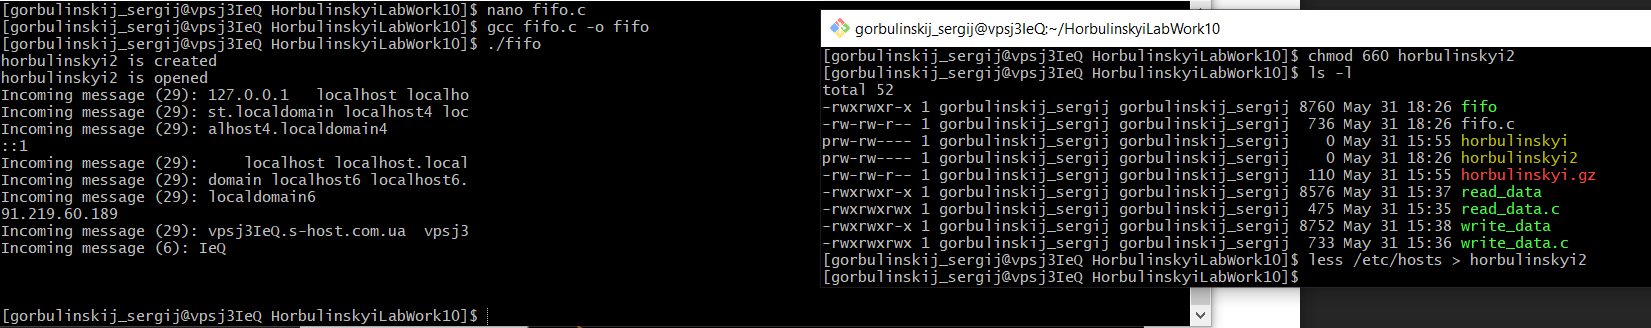 [gorbulinskij_sergij@vpsj3IeQ HorbulinskyiLabWork10]$ nano fifo.c
[gorbulinskij_sergij@vpsj3IeQ HorbulinskyiLabWork10]$ gcc fifo.c -o fifo
[gorbulinskij_sergij@vpsj3IeQ HorbulinskyiLabWork10]$ ./fifo
horbulinskyi2 is created
horbulinskyi2 is opened
Incoming message (29): 127.0.0.1   localhost localho
Incoming message (29): st.localdomain localhost4 loc
Incoming message (29): alhost4.localdomain4
::1
Incoming message (29):     localhost localhost.local
Incoming message (29): domain localhost6 localhost6.
Incoming message (29): localdomain6
91.219.60.189
Incoming message (29): vpsj3IeQ.s-host.com.ua  vpsj3
Incoming message (6): IeQ
[gorbulinskij_sergij@vpsj3IeQ HorbulinskyiLabWork10]$
gorbulinskij_sergij@vpsj3IeQ:~/HorbulinskyiLabWork10
[gorbulinskij_sergij@vpsj3IeQ HorbulinskyiLabWork10]$ chmod 660 horbulinskyi2
[gorbulinskij_sergij@vpsj3IeQ HorbulinskyiLabWork10]$ ls -l
total 52
-rwxrwxr-x 1 gorbulinskij_sergij gorbulinskij_sergij 8760 May 31 18:26 fifo
-rw-rw-r-- 1 gorbulinskij_sergij gorbulinskij_sergij  736 May 31 18:26 fifo.c
prw-rw---- 1 gorbulinskij_sergij gorbulinskij_sergij    0 May 31 15:55 horbulinskyi
prw-rw---- 1 gorbulinskij_sergij gorbulinskij_sergij    0 May 31 18:26 horbulinskyi2
-rw-rw-r-- 1 gorbulinskij_sergij gorbulinskij_sergij  110 May 31 15:55 horbulinskyi.gz
-rwxrwxr-x 1 gorbulinskij_sergij gorbulinskij_sergij 8576 May 31 15:37 read_data
-rwxrwxrwx 1 gorbulinskij_sergij gorbulinskij_sergij  475 May 31 15:35 read_data.c
-rwxrwxr-x 1 gorbulinskij_sergij gorbulinskij_sergij 8752 May 31 15:38 write_data
-rwxrwxrwx 1 gorbulinskij_sergij gorbulinskij_sergij  733 May 31 15:36 write_data.c
[gorbulinskij_sergij@vpsj3IeQ HorbulinskyiLabWork10]$ less /etc/hosts > horbulinskyi2
[gorbulinskij_sergij@vpsj3IeQ HorbulinskyiLabWork10]$